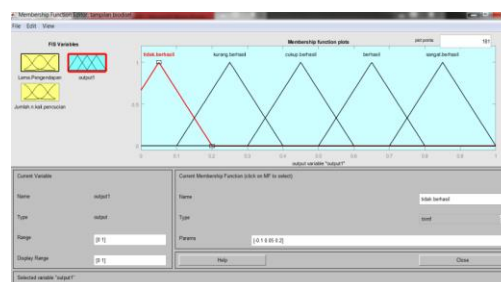 Membership Function Editor: tampilan biodisel
File Edit View
FIS Variables
Membership function plots
plot points:
181
Lama.Pengendapan
output1
Jumlah.n.kali.pencucian
tidak berhasil
kurang berhasil
cukup berhasil
berhasil
sangat berhasil
1
0.5
0
0 0.1 0.2 0.3 0.4 0.5 0.6 0.7 0.8 0.9 1
output variable "output1"
Current Variable
Current Membership Function (click on MF to select)
Name output1
Name tidak berhasil
Type output
Type
Range [0 1]
Params [-0.1 0.05 0.2]
Display Range [0 1]
Help Close
Selected variable "output1"